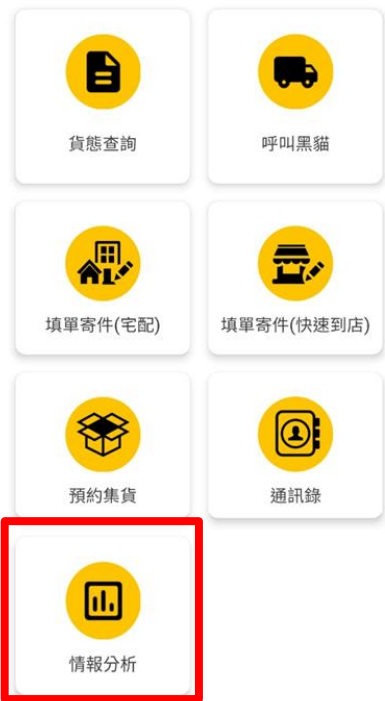 貨態查詢
呼叫黑貓
填單寄件(宅配)
填單寄件(快速到店)
預約集貨
通訊錄
情報分析